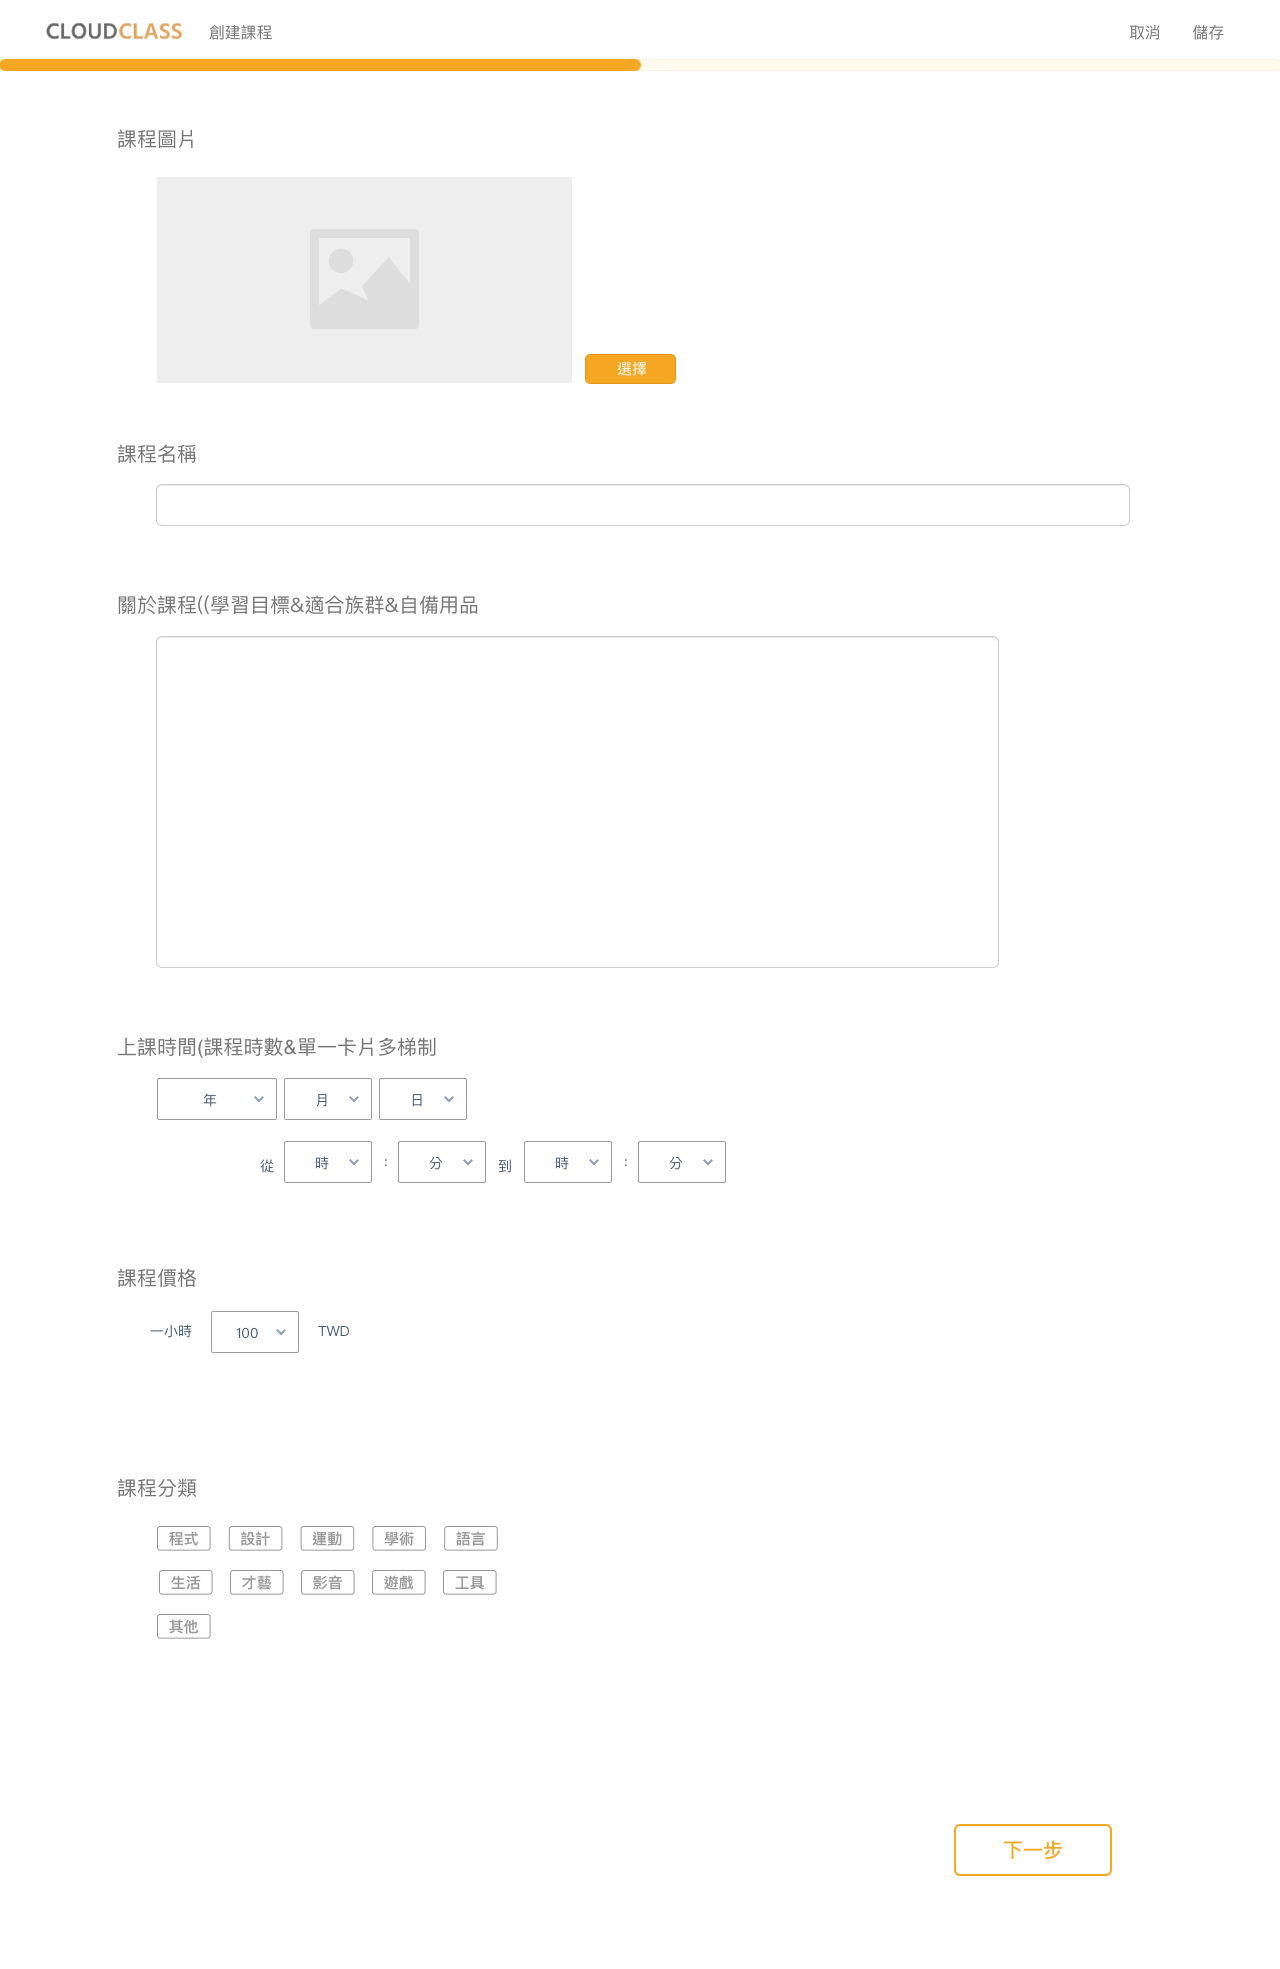 CLOUDCLASS 創建課程 取消 儲存
課程圖片
選擇
課程名稱
關於課程((學習目標&適合族群&自備用品
上課時間(課程時數&單一卡片多梯制
年 月 日
從 時 : 分 到 時 : 分
課程價格
一小時 100 TWD
課程分類
程式 設計 運動 學術 語言
生活 才藝 影音 遊戲 工具
其他
下一步